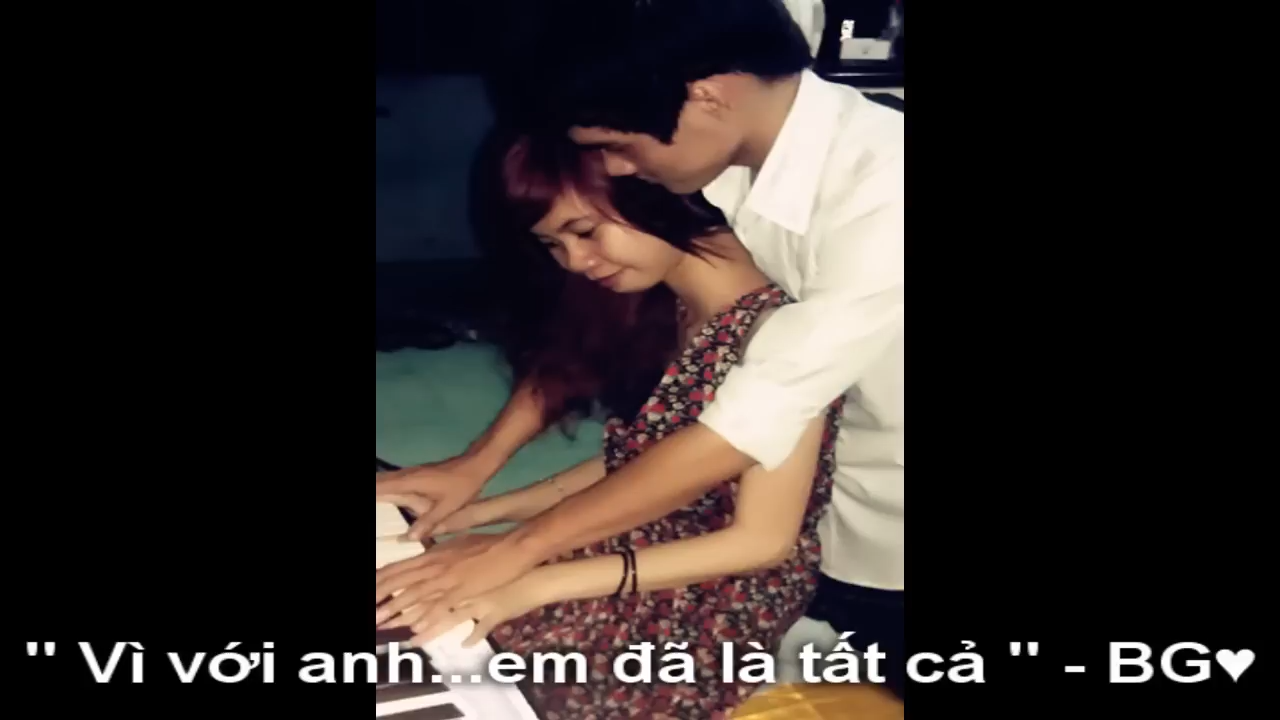 " Vì với anh...em đã là tất cả " - BG♥